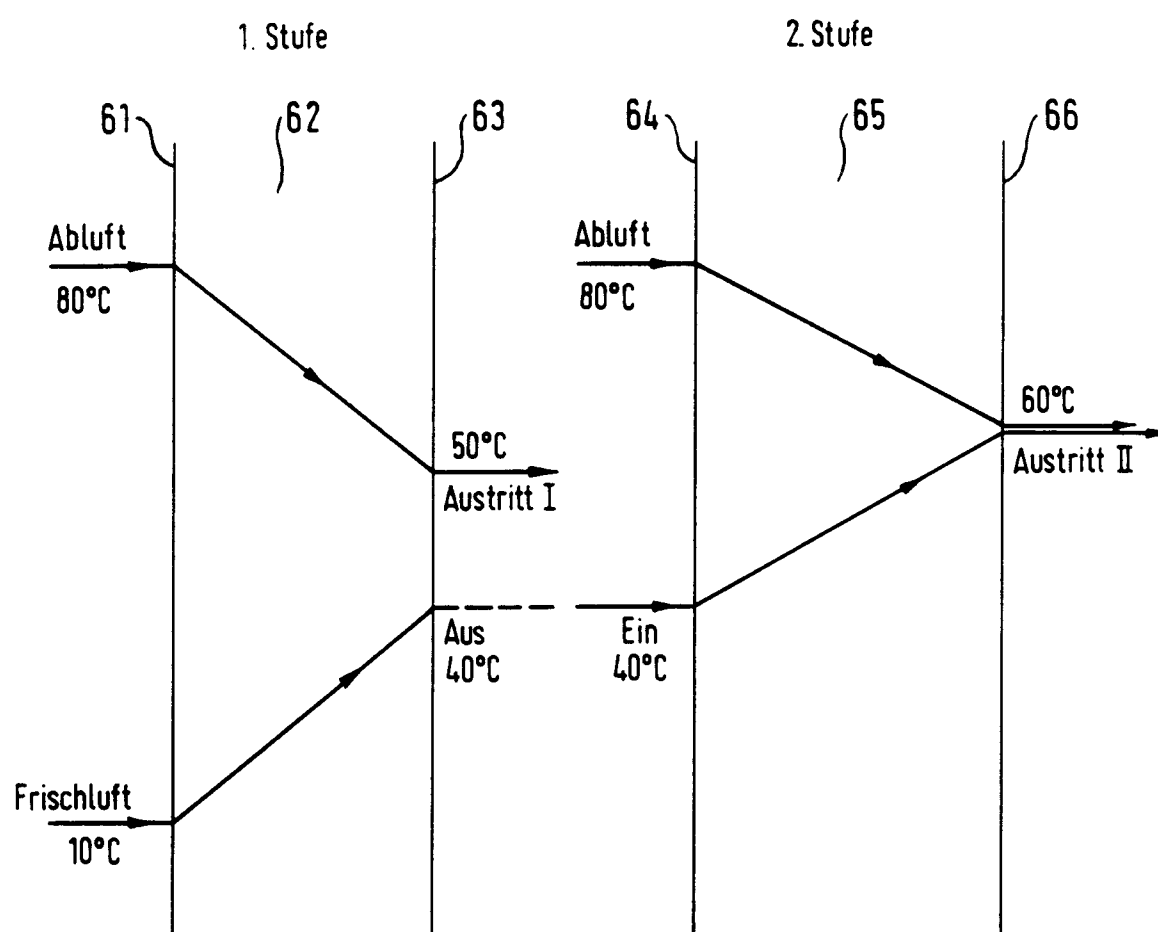 1. Stufe
2. Stufe
61
62
63
64
65
66
Abluft
80°C
Abluft
80°C
50°C
Austritt I
60°C
Austritt II
Aus
40°C
Ein
40°C
Frischluft
10°C